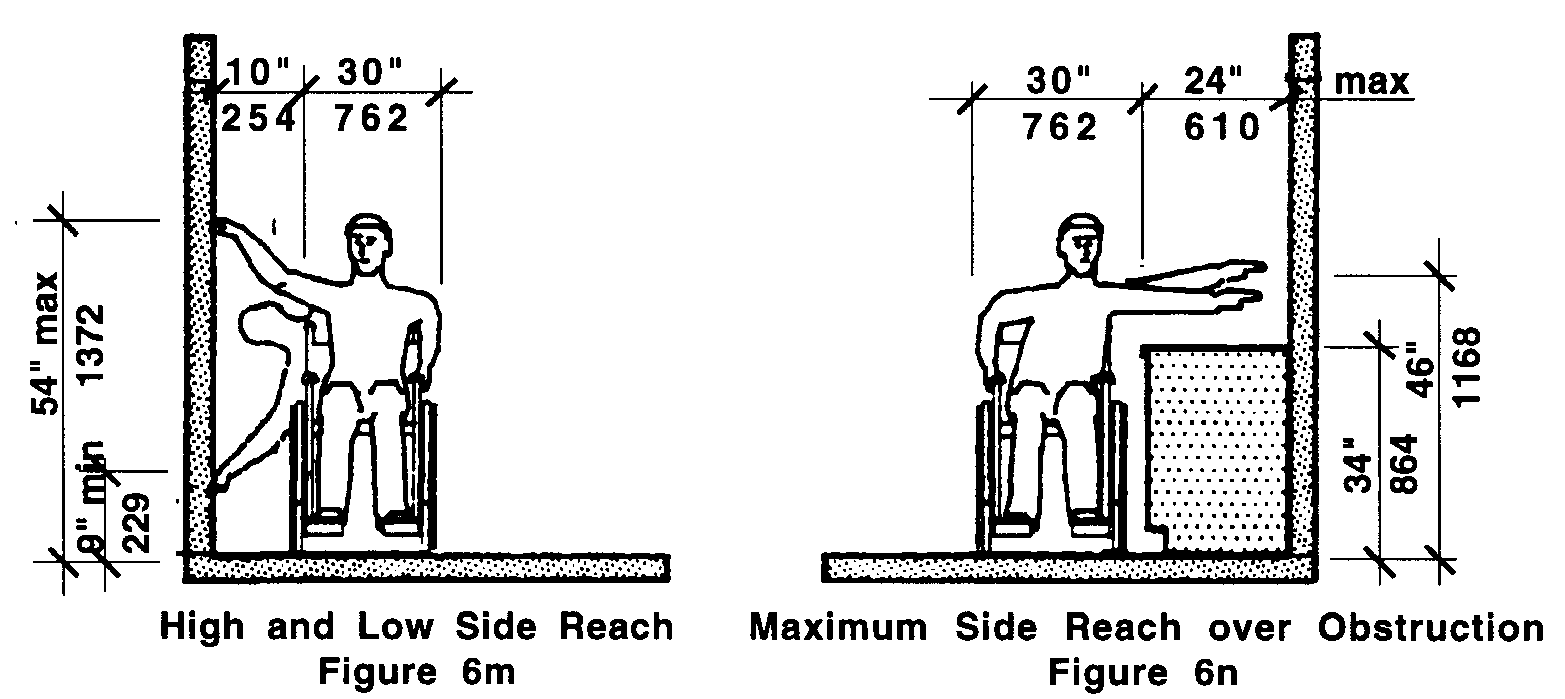 10" 30"
254 762
54" max
1372
9" min
229
High and Low Side Reach
Figure 6m
30" 24" max
762 610
34"
864
46"
1168
Maximum Side Reach over Obstruction
Figure 6n